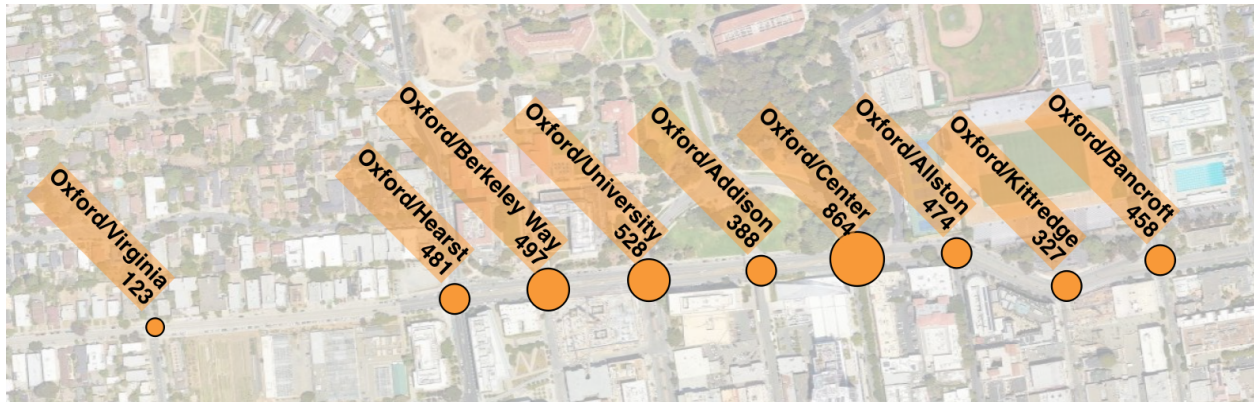 Oxford/Virginia
123
Oxford/Hearst
481
Oxford/Berkeley Way
497
Oxford/University
528
Oxford/Addison
388
Oxford/Center
864
Oxford/Allston
474
Oxford/Kittredge
327
Oxford/Bancroft
458